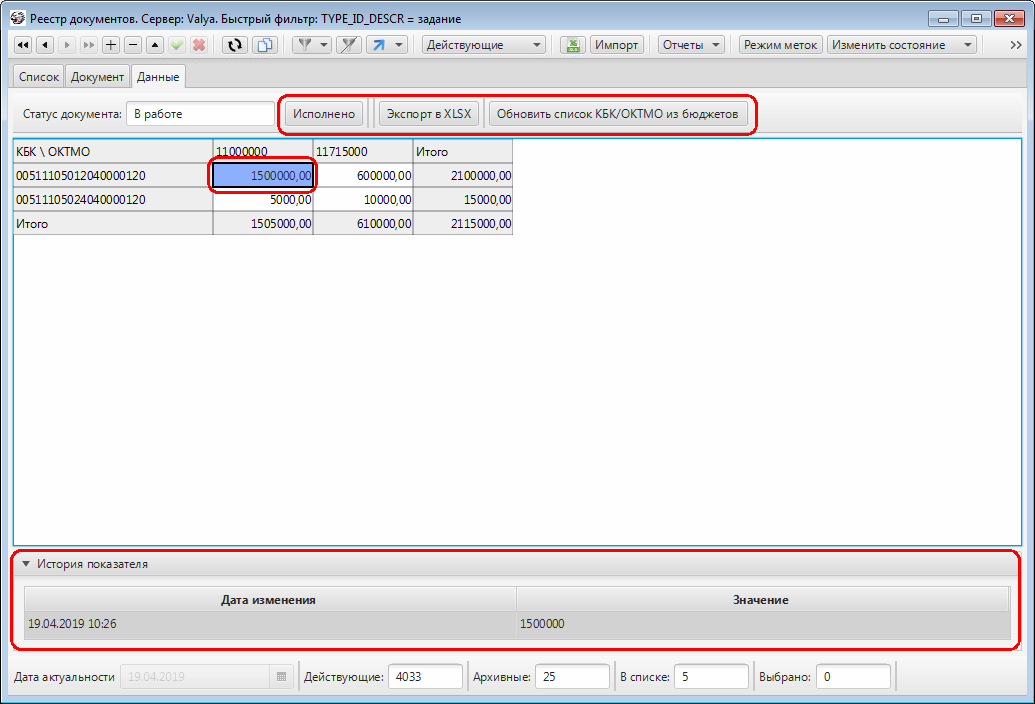 Реестр документов. Сервер: Valya. Быстрый фильтр: TYPE_ID_DESCR = задание
Действующие Импорт Отчеты Режим меток Изменить состояние
Список Документ Данные
Статус документа: В работе Исполнено Экспорт в XLSX Обновить список КБК/ОКТМО из бюджетов
КБК \ ОКТМО 11000000 11715000 Итого
00511105012040000120 1500000,00 600000,00 2100000,00
00511105024040000120 5000,00 10000,00 15000,00
Итого 1505000,00 610000,00 2115000,00
История показателя
Дата изменения Значение
19.04.2019 10:26 1500000
Дата актуальности 19.04.2019 Действующие: 4033 Архивные: 25 В списке: 5 Выбрано: 0